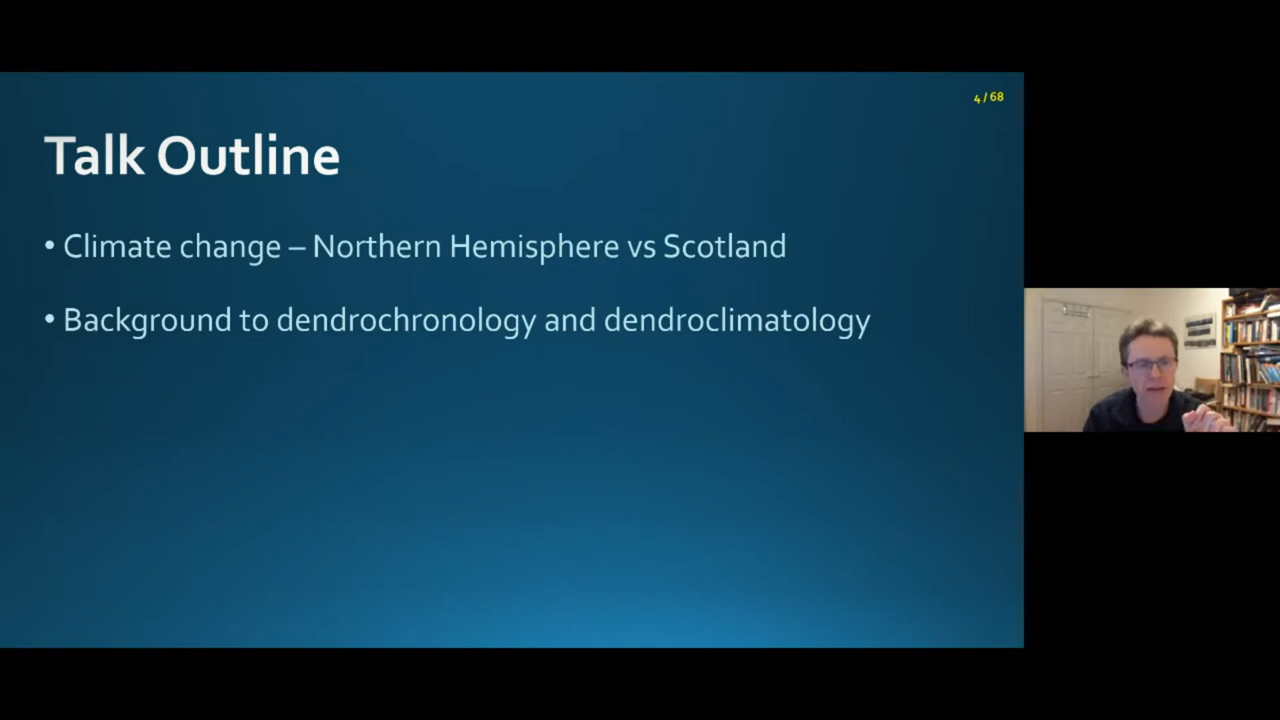 4 / 68
Talk Outline
• Climate change – Northern Hemisphere vs Scotland
• Background to dendrochronology and dendroclimatology